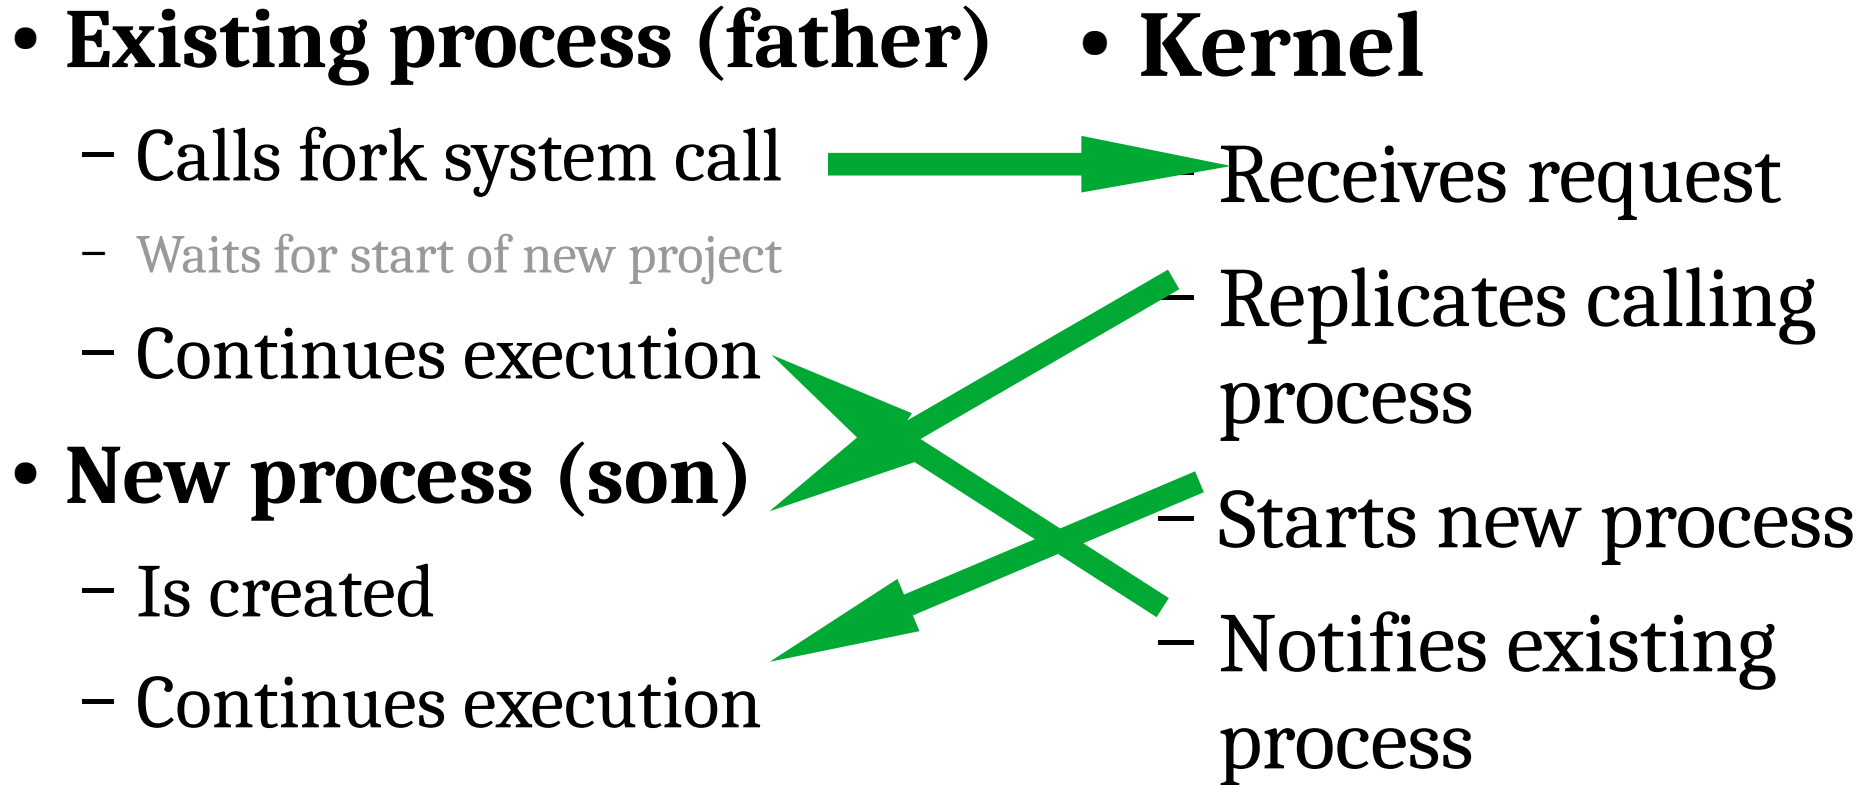 • Existing process (father)
– Calls fork system call
– Waits for start of new project
– Continues execution
• New process (son)
– Is created
– Continues execution
• Kernel
– Receives request
– Replicates calling
process
– Starts new process
– Notifies existing
process